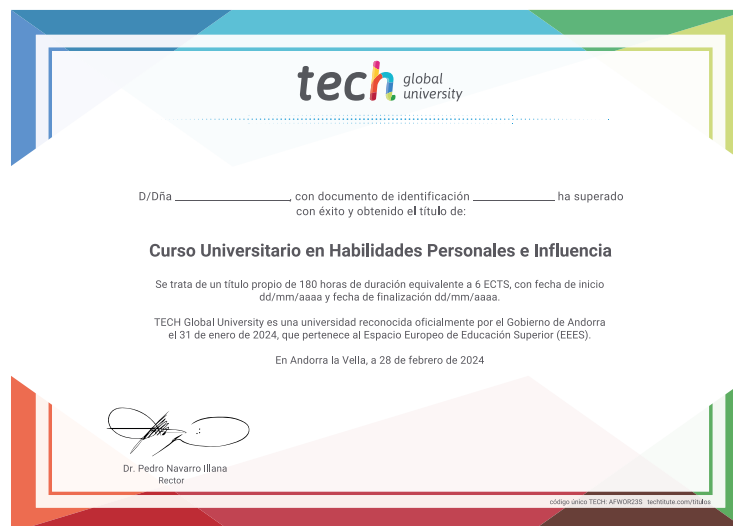 tech global
university
D/Dña ________________, con documento de identificación ____________ ha superado
con éxito y obtenido el título de:
Curso Universitario en Habilidades Personales e Influencia
Se trata de un título propio de 180 horas de duración equivalente a 6 ECTS, con fecha de inicio
dd/mm/aaaa y fecha de finalización dd/mm/aaaa.
TECH Global University es una universidad reconocida oficialmente por el Gobierno de Andorra
el 31 de enero de 2024, que pertenece al Espacio Europeo de Educación Superior (EEES).
En Andorra la Vella, a 28 de febrero de 2024
Dr. Pedro Navarro Illana
Rector
código único TECH: AFWOR23S techtitute.com/titulos